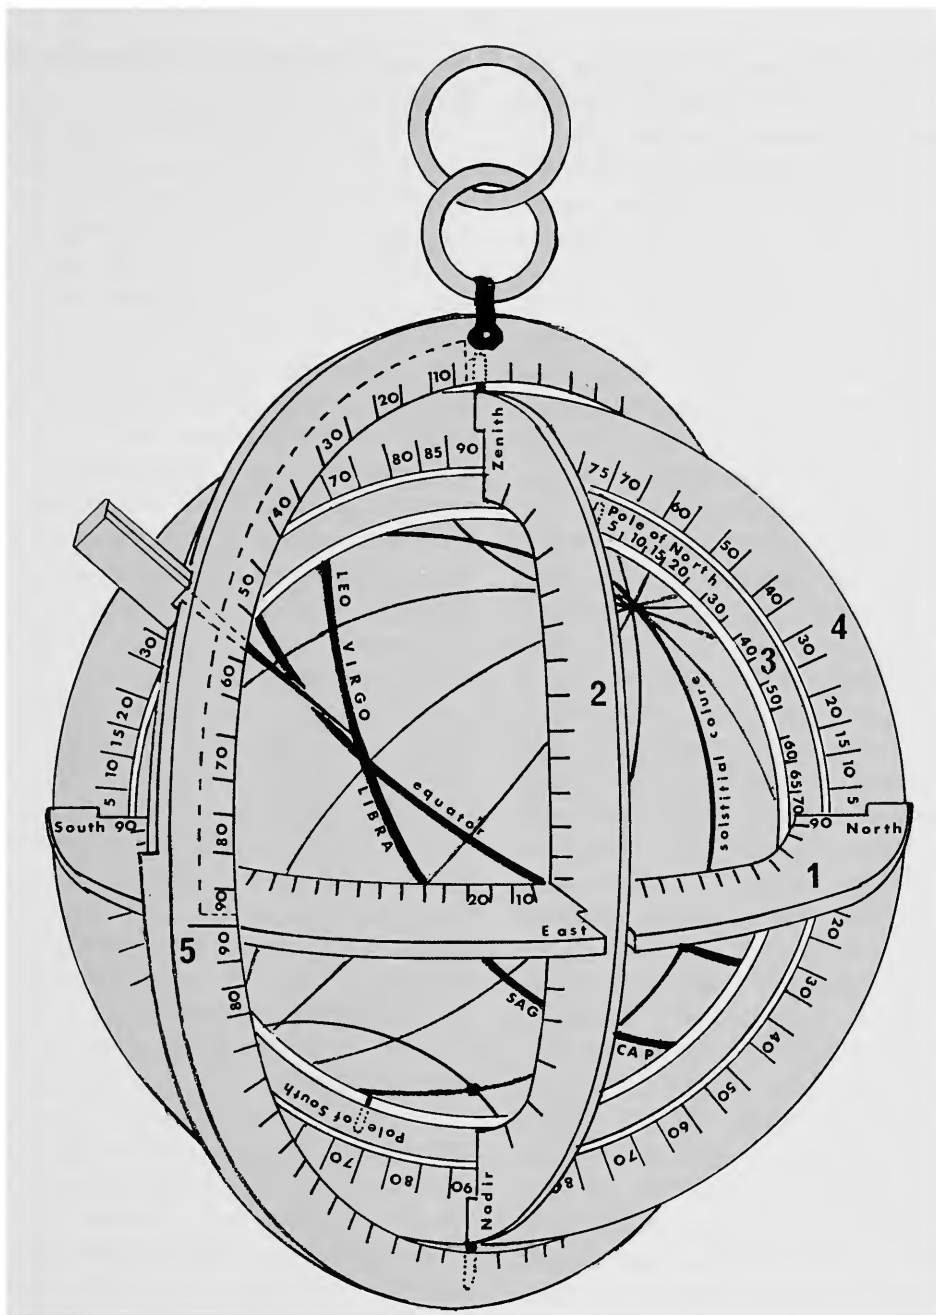 10
20
30
40
50
60
70
80
90
90
80
70 80 85 90
Zenith
75 70 60 50 40 30 20 15 10 5
Pole of North
5 10 15 20 30 40 50 60 65 70
4
3
2
1
5
30
20
15
10
5
South 90
90 North
LEO VIRGO LIBRA
equator
solstitial colure
20 10
East
SAG
CAP
20
30
40
50
60
70
80
Pole of South
70 80 90
Nadir